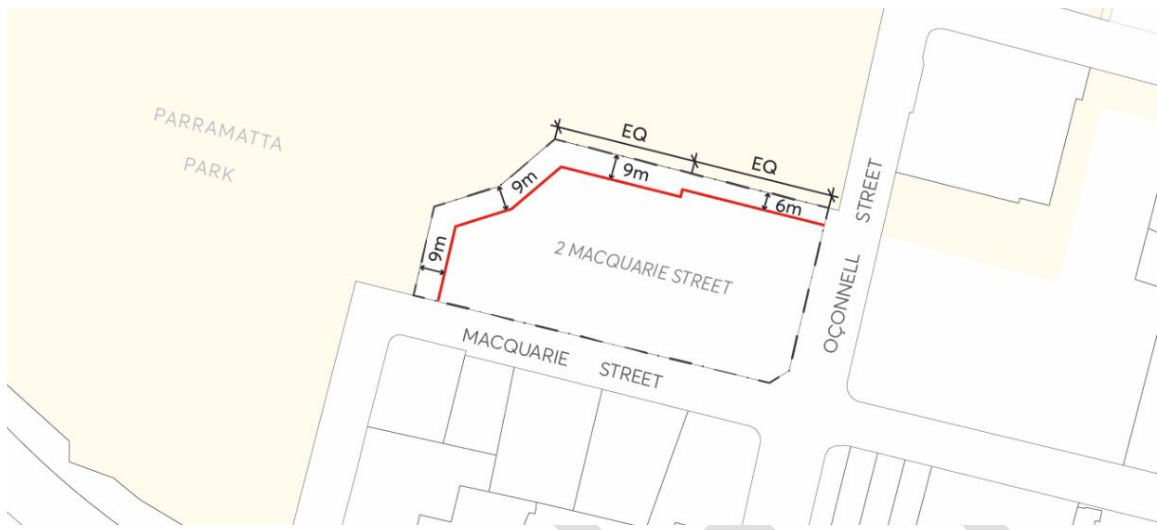 PARRAMATTA
PARK
EQ
EQ
9m
9m
6m
9m
2 MACQUARIE STREET
MACQUARIE STREET
OÇONNELL STREET